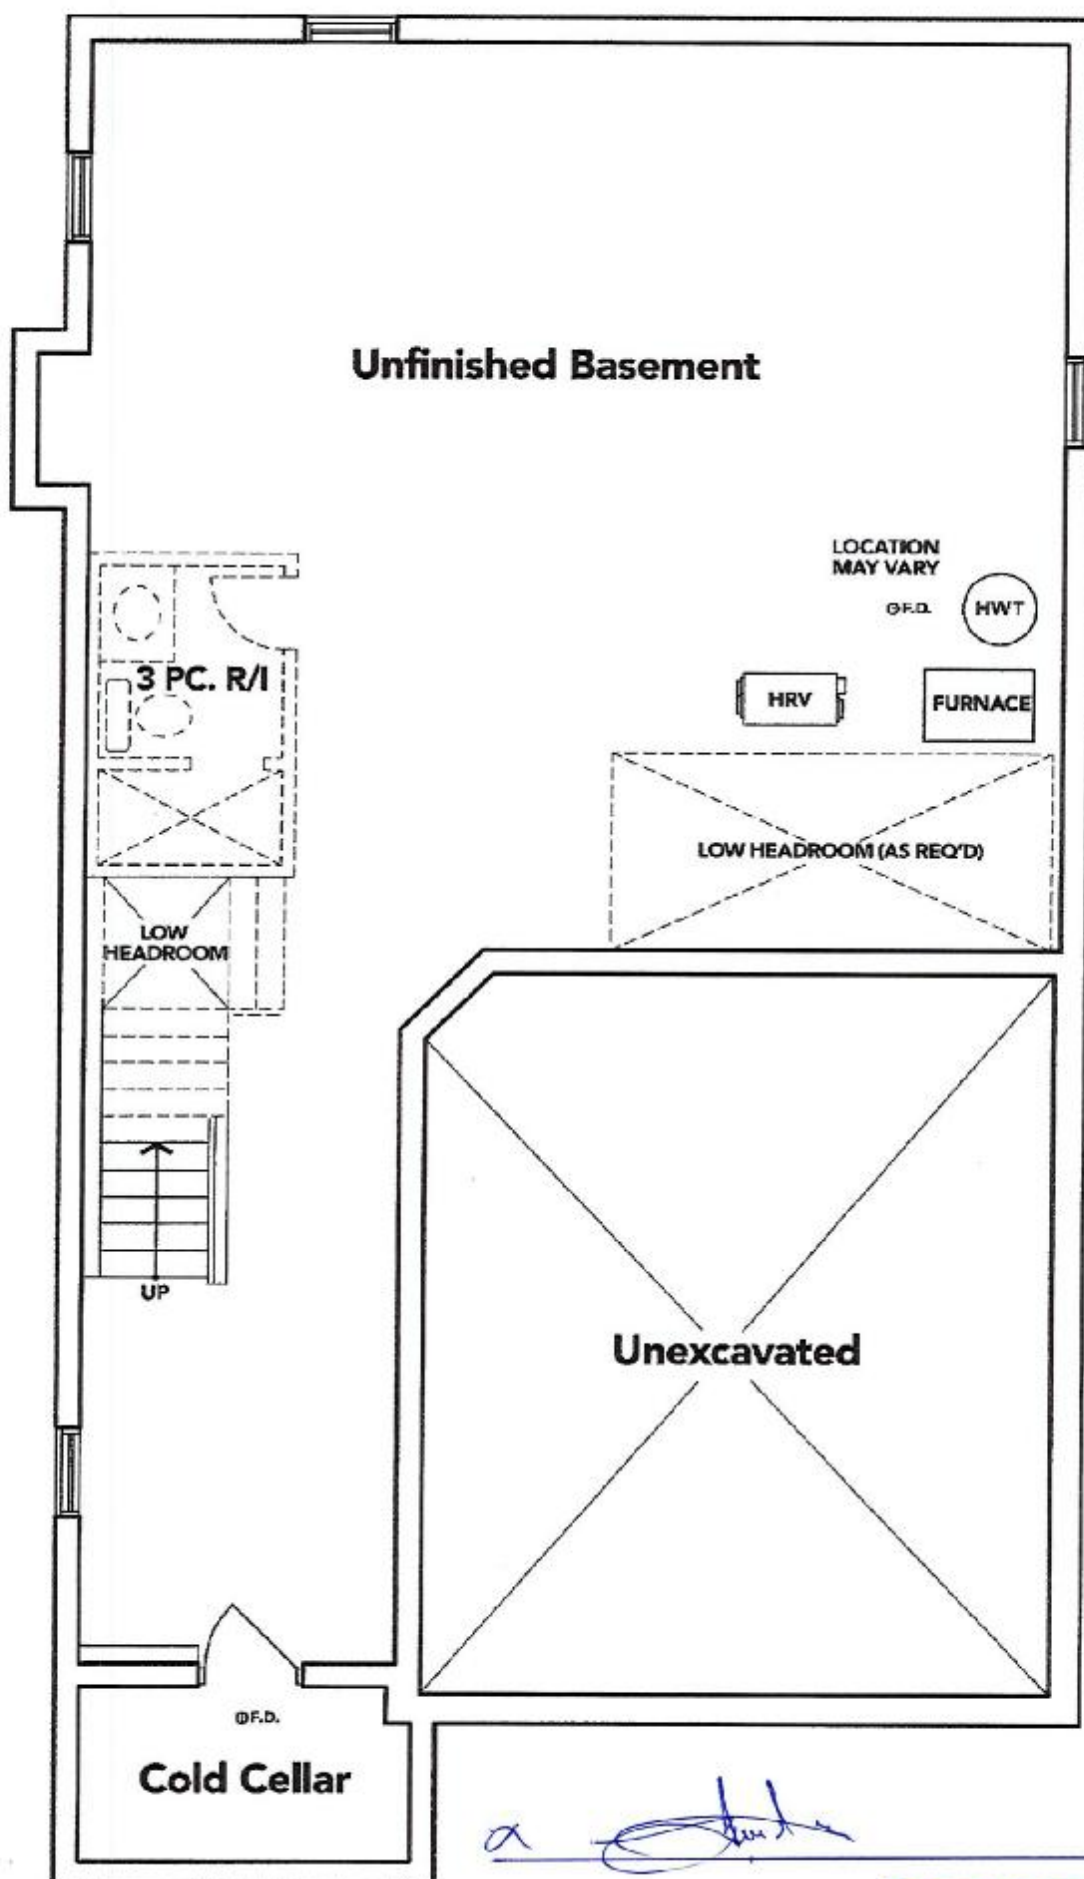 Unfinished Basement
LOCATION
MAY VARY
F.D.
HWT
3 PC. R/I
HRV
FURNACE
LOW HEADROOM (AS REQ'D)
LOW
HEADROOM
UP
Unexcavated
F.D.
Cold Cellar